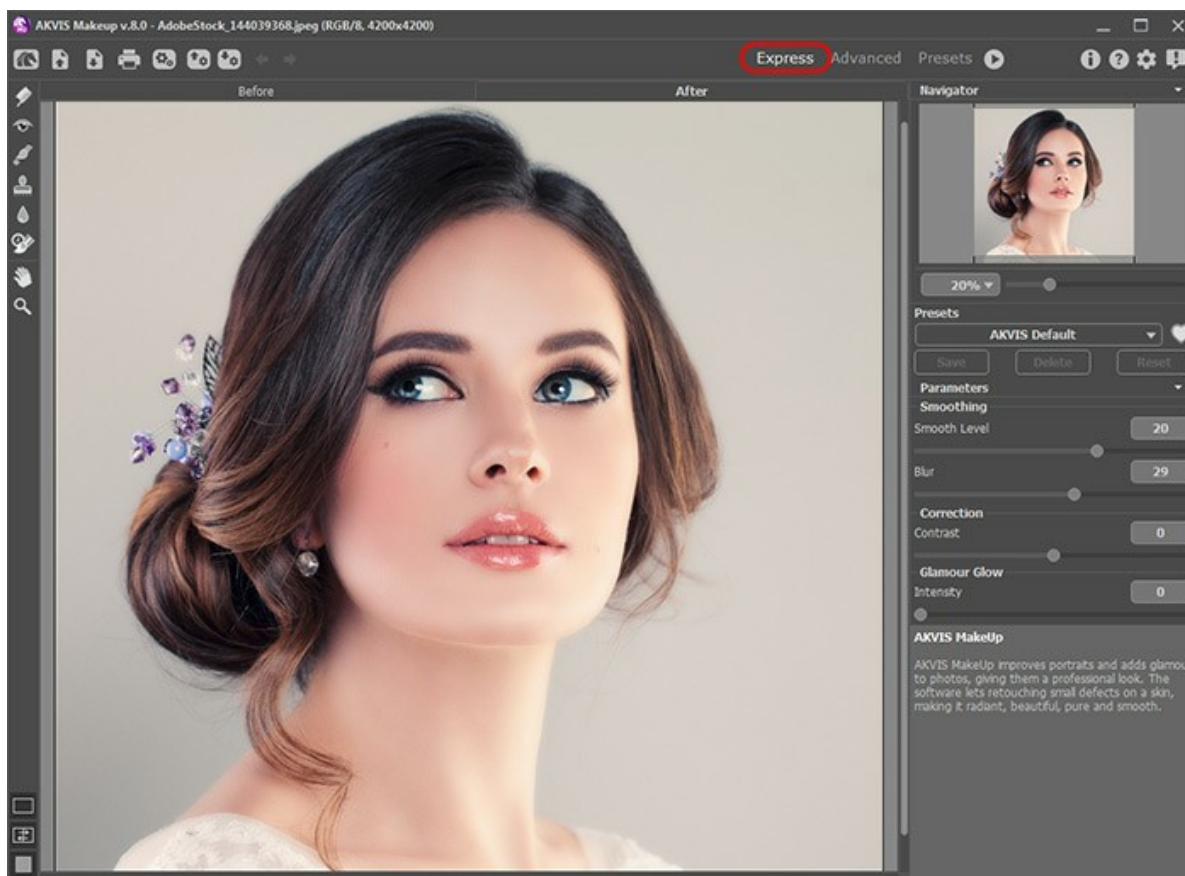 AKVIS Makeup v.8.0 - AdobeStock_144039368.jpeg (RGB/8, 4200x4200)
Express Advanced Presets
Before After Navigator
20%
Presets
AKVIS Default
Save Delete Reset
Parameters
Smoothing
Smooth Level 20
Blur 29
Correction
Contrast 0
Glamour Glow
Intensity 0
AKVIS MakeUp
AKVIS MakeUp improves portraits and adds glamou
to photos, giving them a professional look. The
software lets retouching small defects on a skin,
making it radiant, beautiful, pure and smooth.